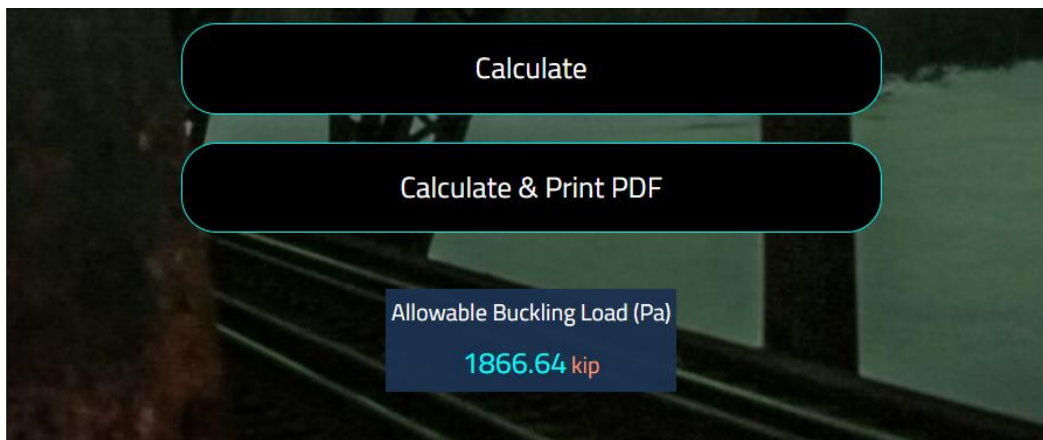 Calculate
Calculate & Print PDF
Allowable Buckling Load (Pa)
1866.64 kip